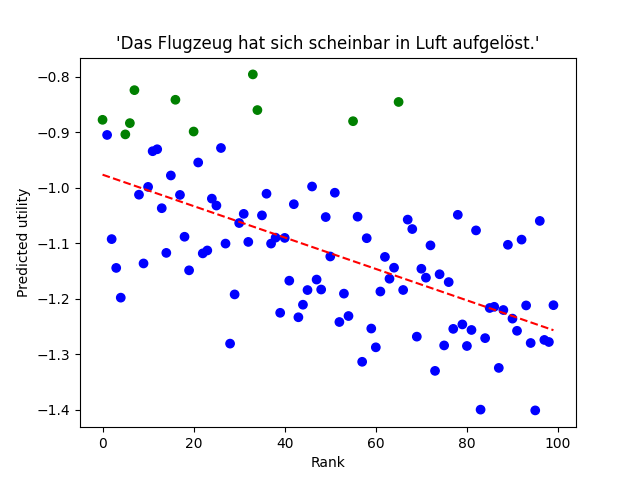 'Das Flugzeug hat sich scheinbar in Luft aufgelöst.'
−0.8
−0.9
−1.0
−1.1
−1.2
−1.3
−1.4
Predicted utility
0 20 40 60 80 100
Rank